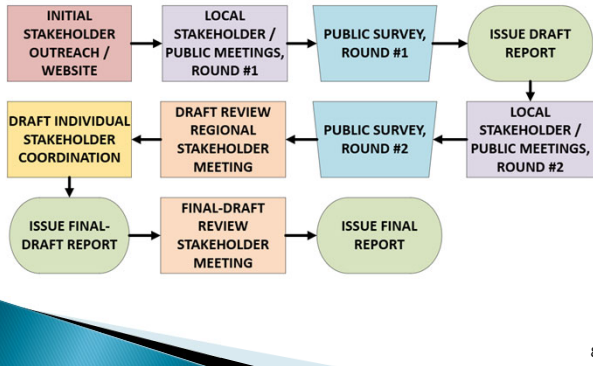 INITIAL
STAKEHOLDER
OUTREACH /
WEBSITE
LOCAL
STAKEHOLDER /
PUBLIC MEETINGS,
ROUND #1
PUBLIC SURVEY,
ROUND #1
ISSUE DRAFT
REPORT
LOCAL
STAKEHOLDER /
PUBLIC MEETINGS,
ROUND #2
PUBLIC SURVEY,
ROUND #2
DRAFT REVIEW
REGIONAL
STAKEHOLDER
MEETING
DRAFT INDIVIDUAL
STAKEHOLDER
COORDINATION
ISSUE FINAL-
DRAFT REPORT
FINAL-DRAFT
REVIEW
STAKEHOLDER
MEETING
ISSUE FINAL
REPORT